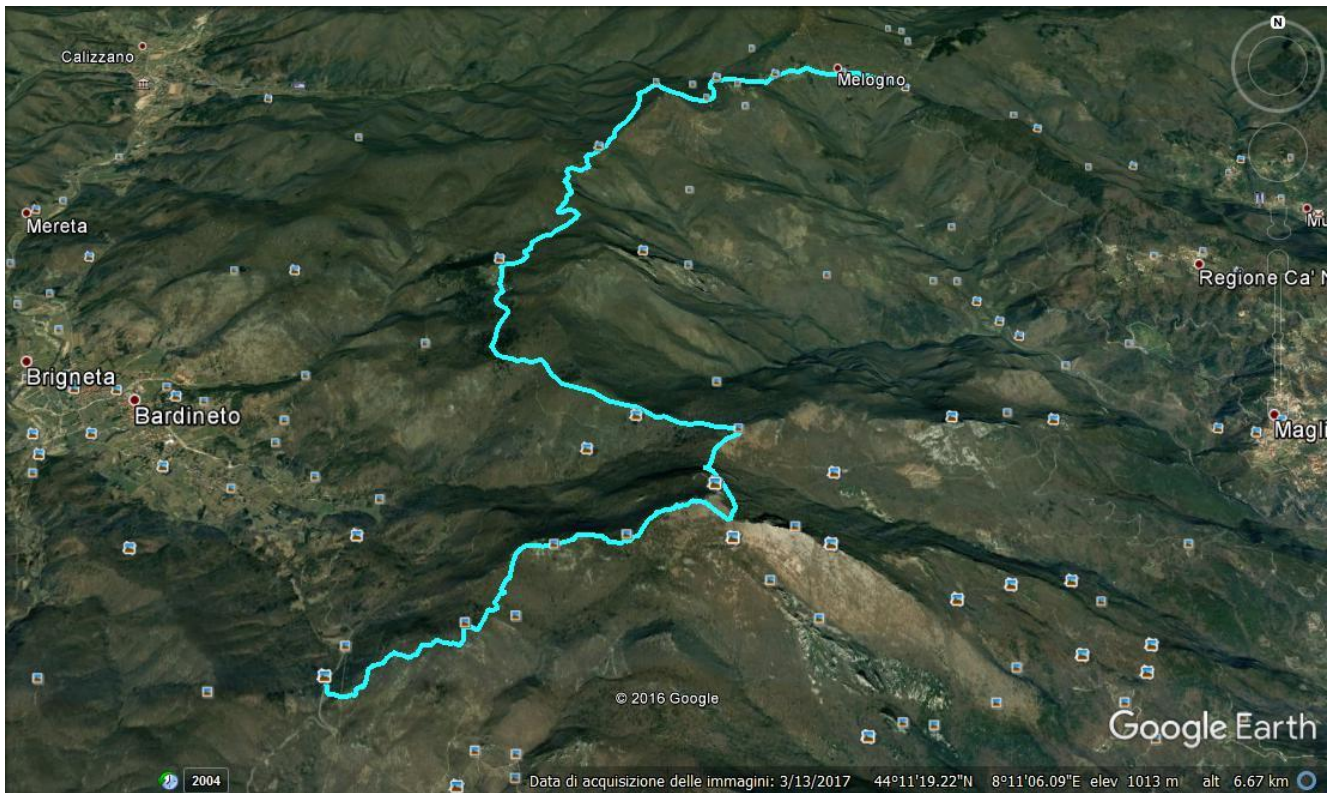 N
Calizzano
Melogno
Mereta
Mu
Regione Ca' N
Brigneta
Bardineto
Magli
© 2016 Google
Google Earth
2004
Data di acquisizione delle immagini: 3/13/2017 44°11'19.22"N 8°11'06.09"E elev 1013 m alt 6.67 km